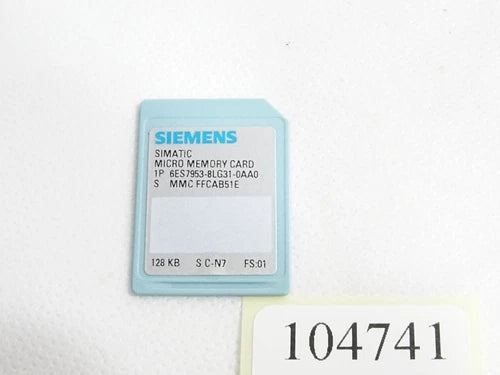 SIEMENS
SIMATIC
MICRO MEMORY CARD
1P 6ES7953-8LG31-0AA0
S MMC FFCAB51E
128 KB S C-N7 FS:01
104741